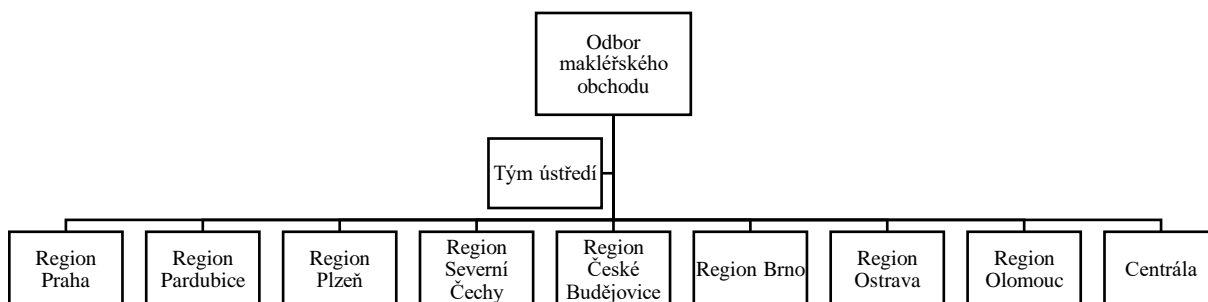 Odbor
makléřského
obchodu
Tým ústředí
Region
Praha
Region
Pardubice
Region
Plzeň
Region
Severní
Čechy
Region
České
Budějovice
Region Brno
Region
Ostrava
Region
Olomouc
Centrála